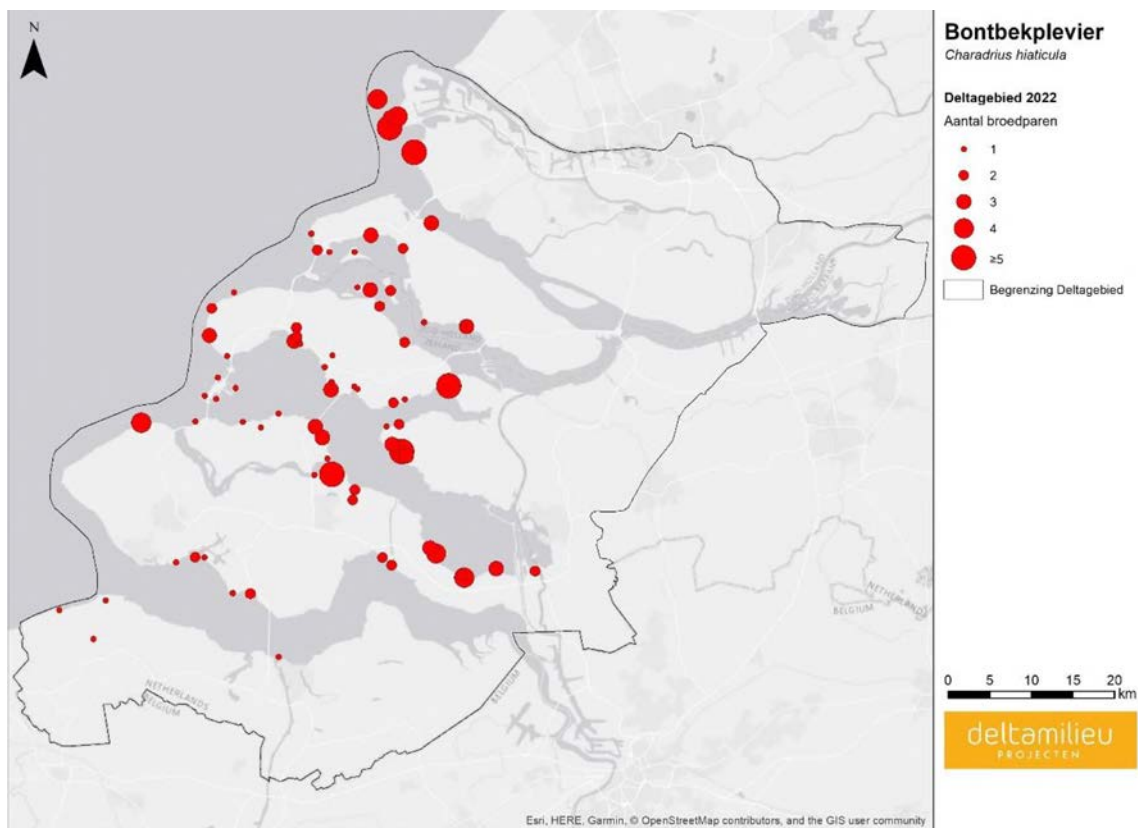 N
Bontbekplevier
Charadrius hiaticula
Deltagebied 2022
Aantal broedparen
1
2
3
4
≥5
Begrenzing Deltagebied
NETHERLANDS
BELGIUM
BELGIUM
NETHERLANDS
BELGIUM
0 5 10 15 20
km
deltamilieu
PROJECTEN
Esri, HERE, Garmin, © OpenStreetMap contributors, and the GIS user community